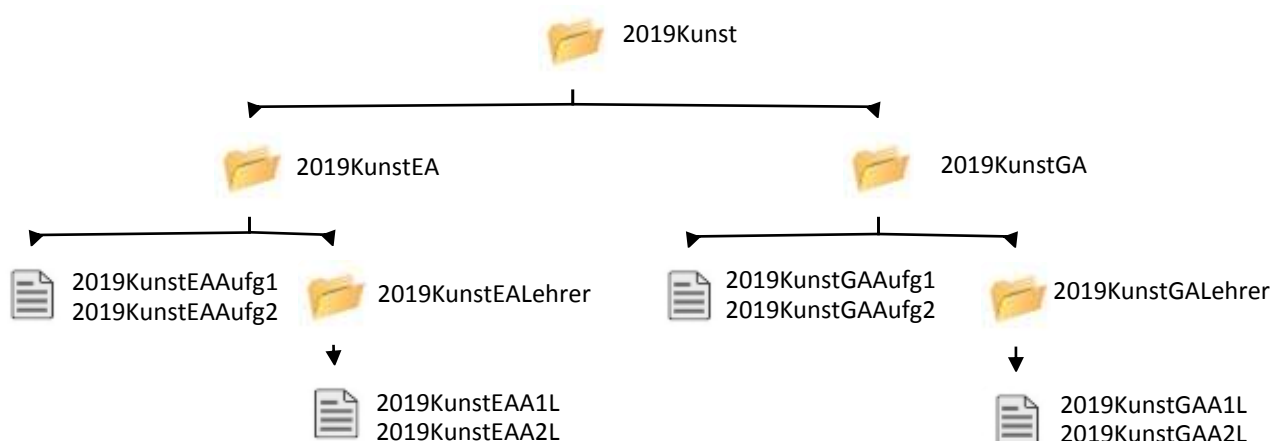 2019Kunst
2019KunstEA
2019KunstGA
2019KunstEAAufg1
2019KunstEAAufg2
2019KunstEALehrer
2019KunstGAAufg1
2019KunstGAAufg2
2019KunstGALehrer
2019KunstEAA1L
2019KunstEAA2L
2019KunstGAA1L
2019KunstGAA2L